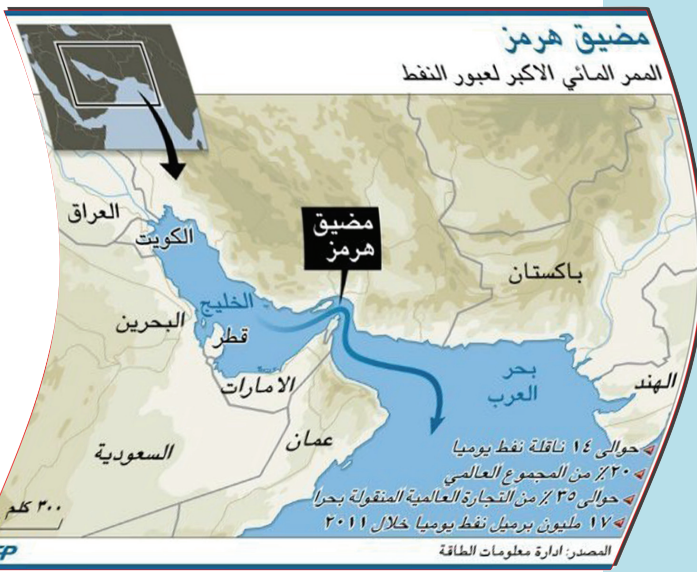 مضيق هرمز
الممر المائي الاكبر لعبور النفط
العراق
الكويت
مضيق
هرمز
باكستان
الخليج
البحرين
قطر
الامارات
بحر
العرب
الهند
عمان
السعودية
حوالى ١٤ ناقلة نفط يوميا
٢٠٪ من المجموع العالمي
حوالى ٣٥ ٪ من التجارة العالمية المنقولة بحرا
١٧ مليون برميل نفط يوميا خلال ٢٠١١
٣٠٠ كلم
المصدر: ادارة معلومات الطاقة